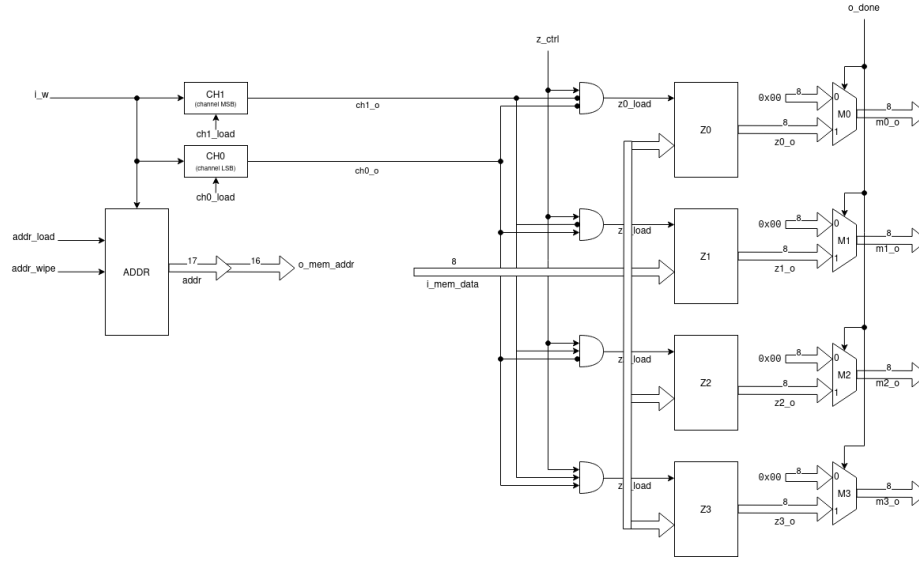 o_done
z_ctrl
i_w
CH1
(channel MSB)
ch1_load
ch1_o
CH0
(channel LSB)
ch0_load
ch0_o
addr_load
addr_wipe
ADDR
17
addr
16
o_mem_addr
8
i_mem_data
z0_load
Z0
0x00
8
8
z0_o
0
1
M0
8
m0_o
_load
Z1
0x00
8
8
z1_o
0
1
M1
8
m1_o
_load
Z2
0x00
8
8
z2_o
0
1
M2
8
m2_o
_load
Z3
0x00
8
8
z3_o
0
1
M3
8
m3_o